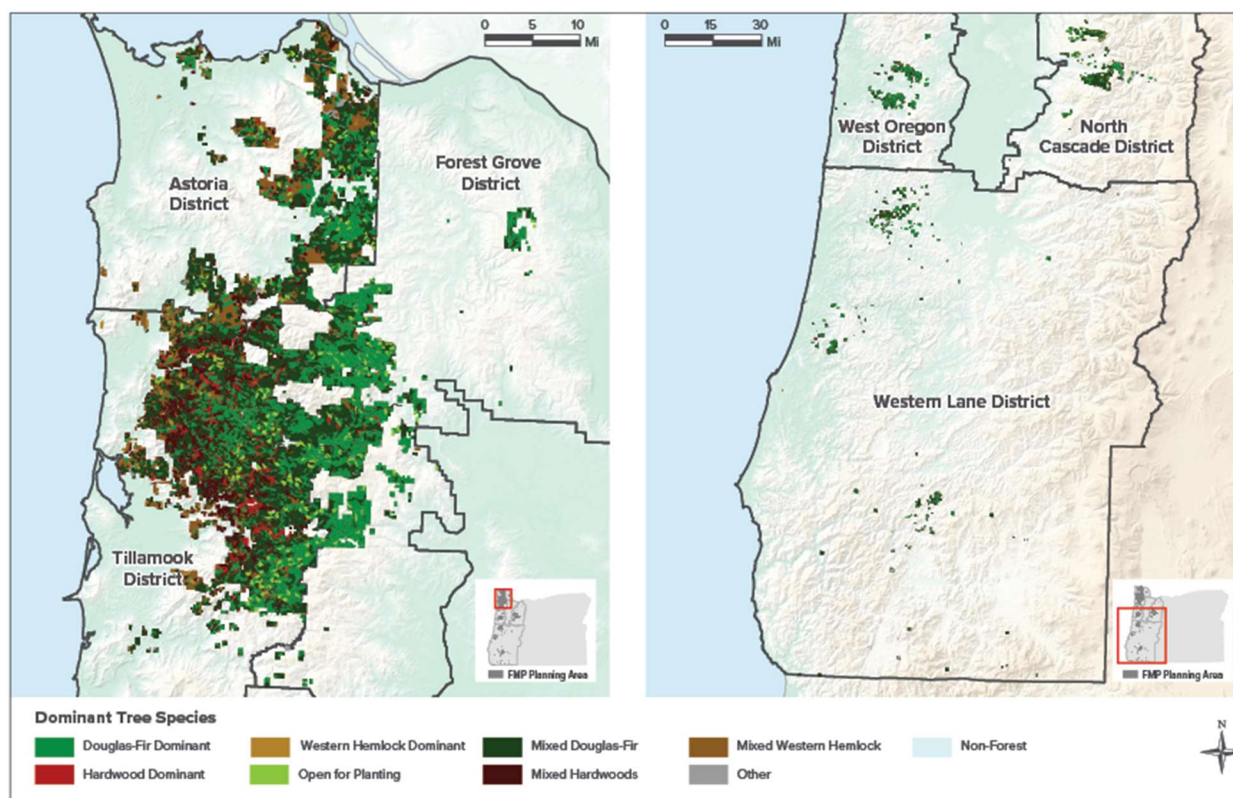 0 5 10
Mi
Astoria
District
Forest Grove
District
Tillamook
District
FMP Planning Area
0 15 30
Mi
West Oregon
District
North
Cascade District
Western Lane District
FMP Planning Area
Dominant Tree Species
Douglas-Fir Dominant
Western Hemlock Dominant
Mixed Douglas-Fir
Mixed Western Hemlock
Non-Forest
Hardwood Dominant
Open for Planting
Mixed Hardwoods
Other
N